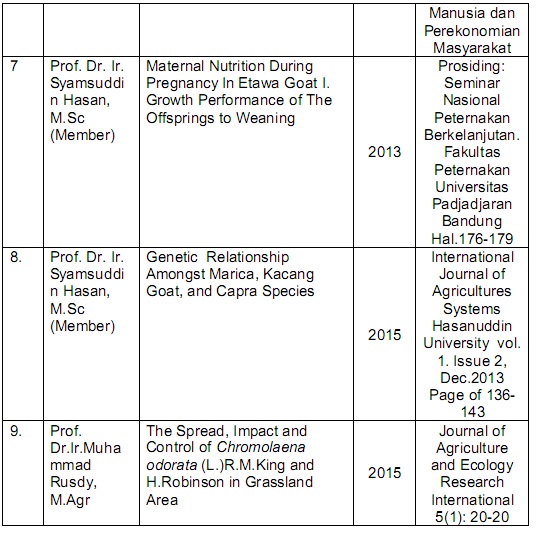 Manusia dan
Perekonomian
Masyarakat
7
Prof. Dr. Ir.
Syamsuddi
n Hasan,
M.Sc
(Member)
Maternal Nutrition During
Pregnancy In Etawa Goat I.
Growth Performance of The
Offsprings to Weaning
2013
Prosiding:
Seminar
Nasional
Peternakan
Berkelanjutan.
Fakultas
Peternakan
Universitas
Padjadjaran
Bandung
Hal.176-179
8.
Prof. Dr. Ir.
Syamsuddi
n Hasan,
M.Sc
(Member)
Genetic Relationship
Amongst Marica, Kacang
Goat, and Capra Species
2015
International
Journal of
Agricultures
Systems
Hasanuddin
University vol.
1. Issue 2,
Dec.2013
Page of 136-
143
9.
Prof.
Dr.Ir.Muha
mmad
Rusdy,
M.Agr
The Spread, Impact and
Control of Chromolaena
odorata (L.)R.M.King and
H.Robinson in Grassland
Area
2015
Journal of
Agriculture
and Ecology
Research
International
5(1): 20-20